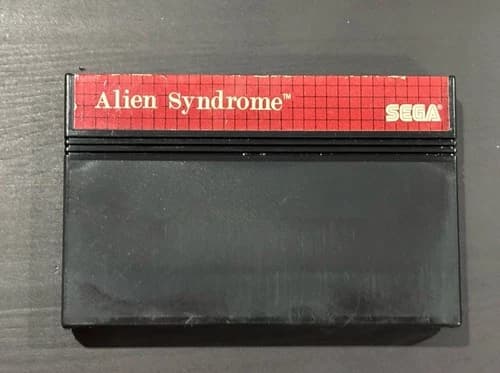 Alien Syndrome™
SEGA®